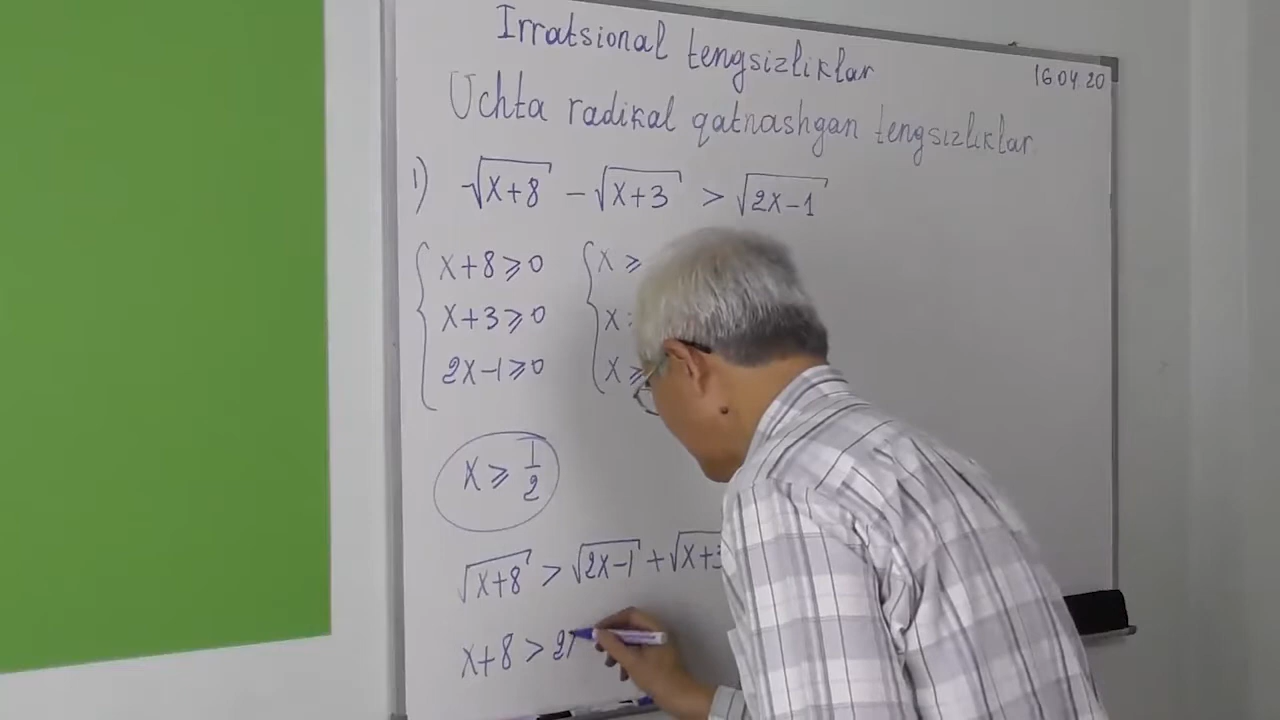 Irratsional tengsizliklar
16 04 20
Uchta radikal qatnashgan tengsizliklar
1) √x+8 - √x+3 > √2x-1
x+8≥0 x≥
x+3≥0 x
2x-1≥0 x≥
x≥1/2
√x+8 > √2x-1 + √x+3
x+8 > 2x